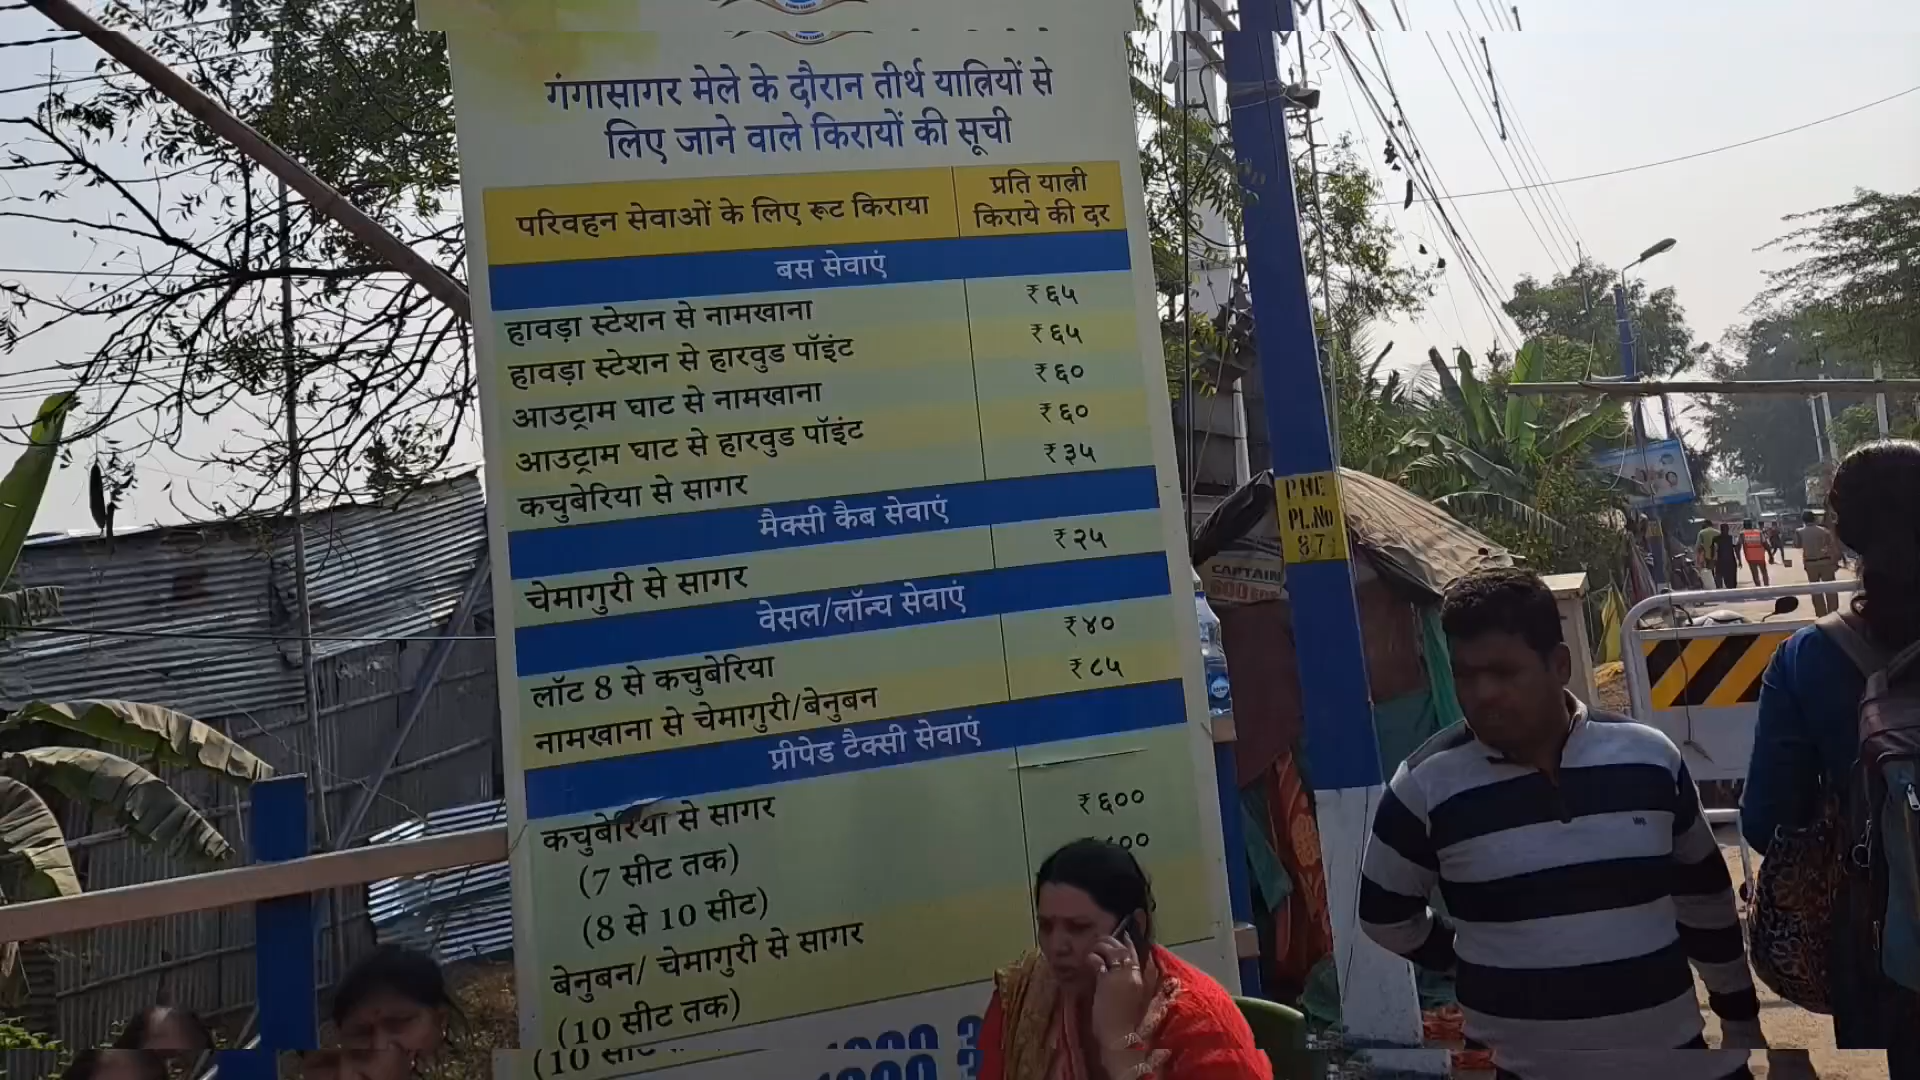 गंगासागर मेले के दौरान तीर्थ यात्रियों से
लिए जाने वाले किरायों की सूची
परिवहन सेवाओं के लिए रूट किराया
प्रति यात्री
किराये की दर
बस सेवाएं
हावड़ा स्टेशन से नामखाना ₹ ६५
हावड़ा स्टेशन से हारवुड पॉइंट ₹ ६५
आउट्राम घाट से नामखाना ₹ ६०
आउट्राम घाट से हारवुड पॉइंट ₹ ६०
कचुबेरिया से सागर ₹ ३५
मैक्सी कैब सेवाएं
चेमागुरी से सागर ₹ २५
वेसल/लॉन्च सेवाएं
लॉट 8 से कचुबेरिया ₹ ४०
नामखाना से चेमागुरी/बेनुबन ₹ ८५
प्रीपेड टैक्सी सेवाएं
कचुबेरिया से सागर
(7 सीट तक) ₹ ६००
(8 से 10 सीट)
बेनुबन/ चेमागुरी से सागर
(10 सीट तक)
PHE
PL.No
87
CAPTAIN